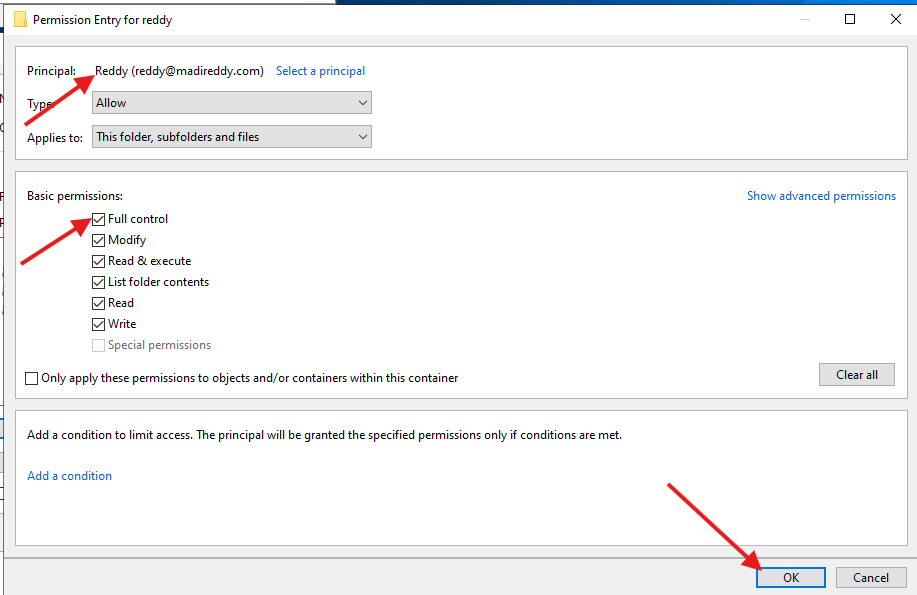 Permission Entry for reddy
Principal: Reddy (reddy@madireddy.com) Select a principal
Type: Allow
Applies to: This folder, subfolders and files
Basic permissions: Show advanced permissions
Full control
Modify
Read & execute
List folder contents
Read
Write
Special permissions
Only apply these permissions to objects and/or containers within this container
Clear all
Add a condition to limit access. The principal will be granted the specified permissions only if conditions are met.
Add a condition
OK Cancel